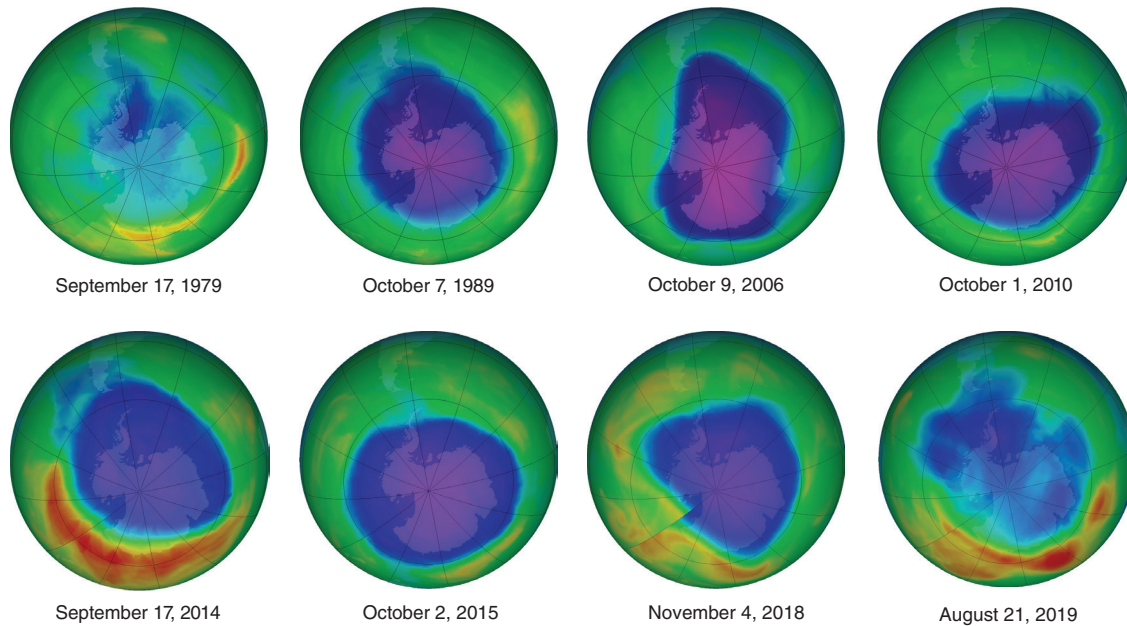 September 17, 1979
October 7, 1989
October 9, 2006
October 1, 2010
September 17, 2014
October 2, 2015
November 4, 2018
August 21, 2019